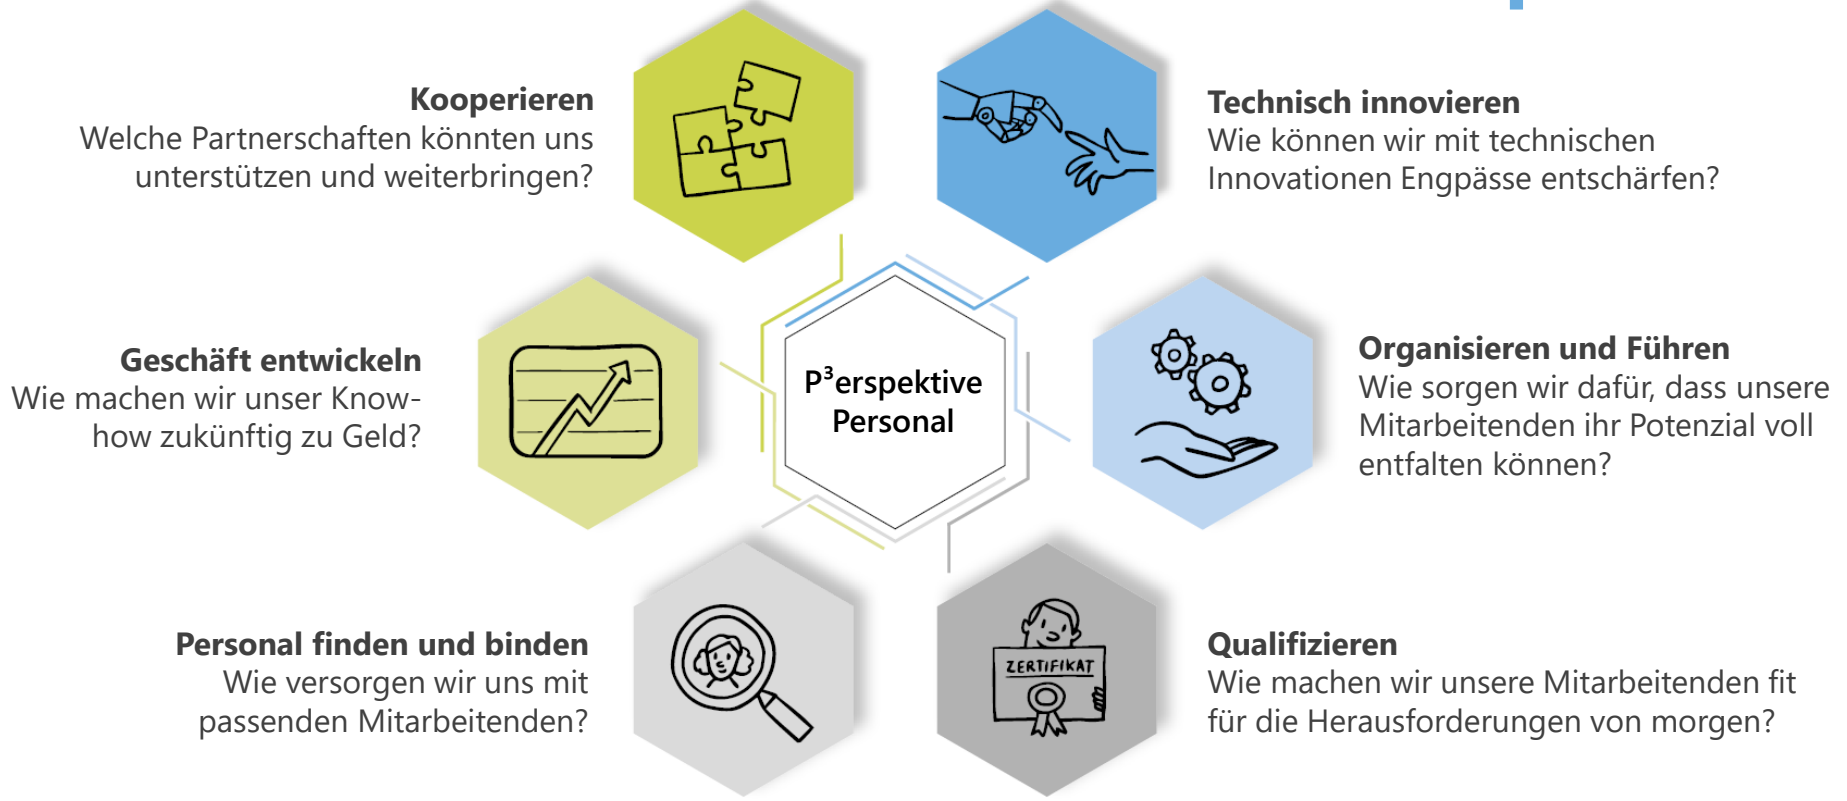 Kooperieren
Welche Partnerschaften könnten uns
unterstützen und weiterbringen?
Technisch innovieren
Wie können wir mit technischen
Innovationen Engpässe entschärfen?
Geschäft entwickeln
Wie machen wir unser Know-
how zukünftig zu Geld?
P³erspektive
Personal
Organisieren und Führen
Wie sorgen wir dafür, dass unsere
Mitarbeitenden ihr Potenzial voll
entfalten können?
Personal finden und binden
Wie versorgen wir uns mit
passenden Mitarbeitenden?
ZERTIFIKAT
Qualifizieren
Wie machen wir unsere Mitarbeitenden fit
für die Herausforderungen von morgen?